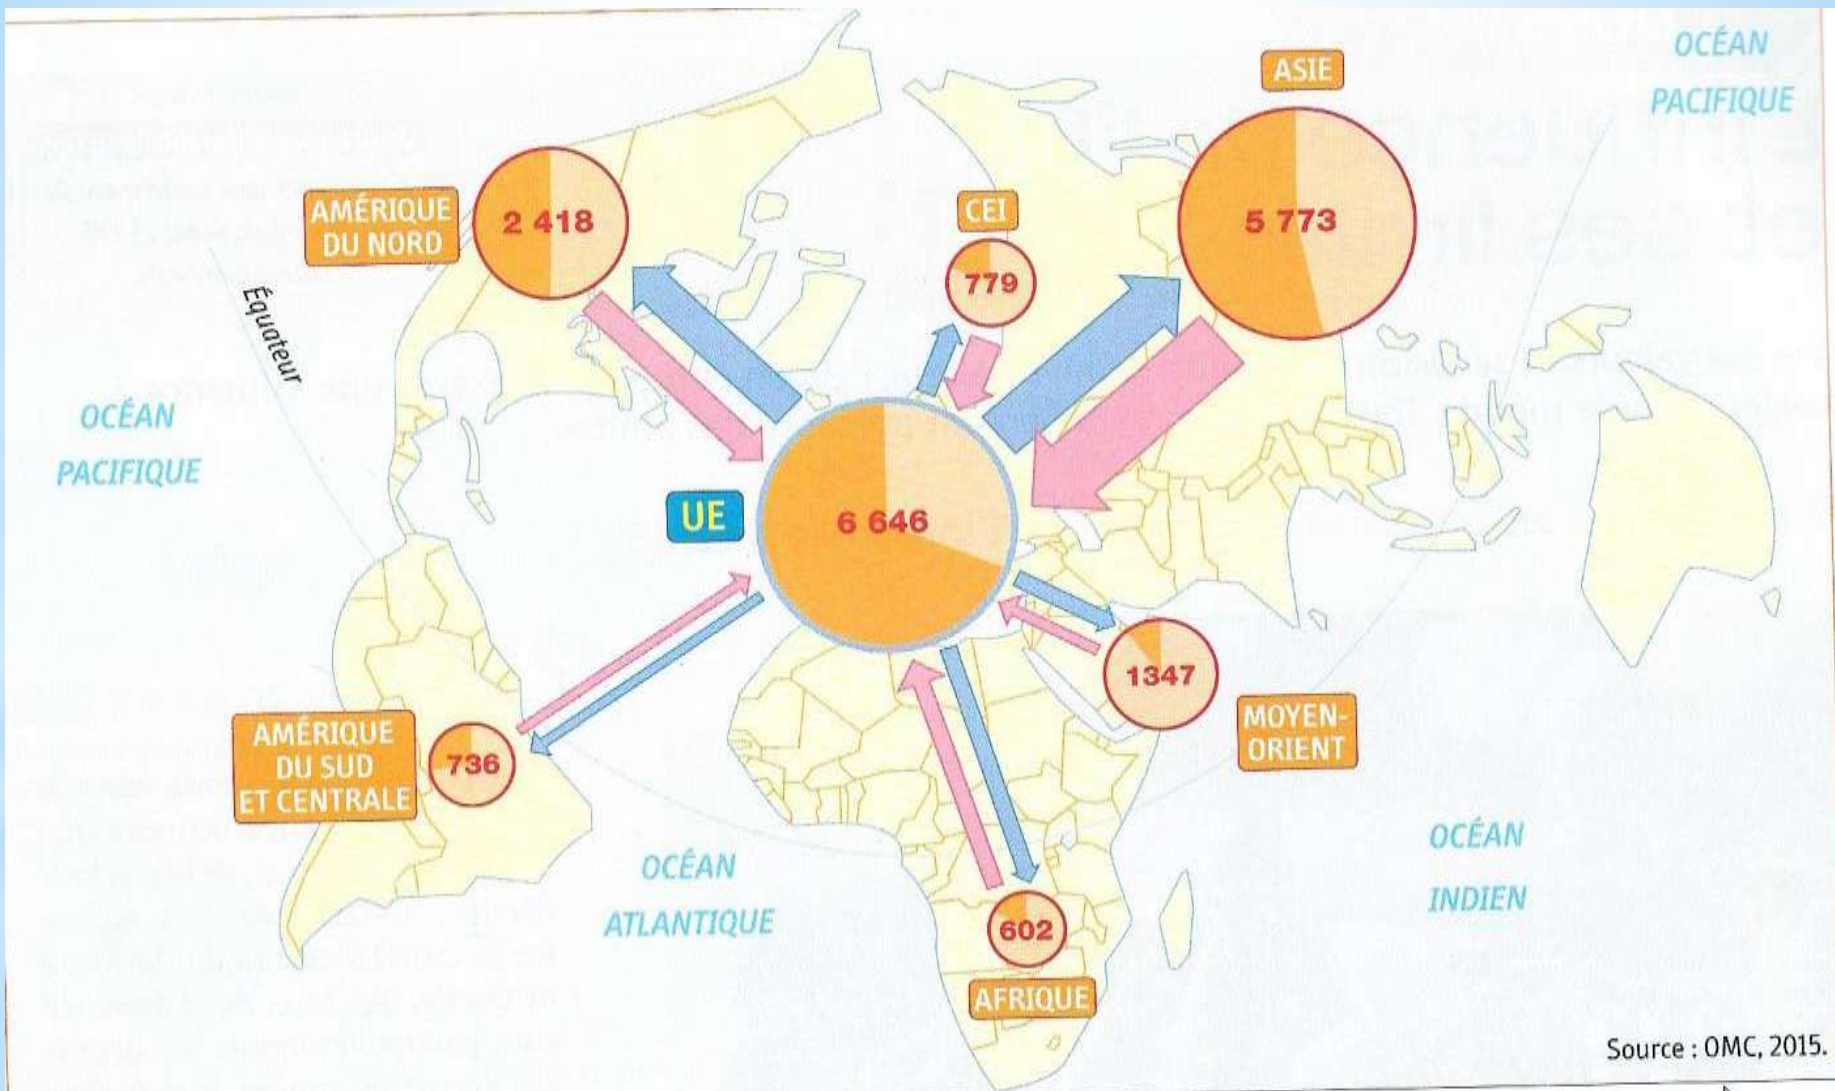 OCÉAN
PACIFIQUE
ASIE
5 773
AMÉRIQUE
DU NORD
2 418
CEI
779
Équateur
OCÉAN
PACIFIQUE
UE
6 646
1347
MOYEN-
ORIENT
AMÉRIQUE
DU SUD
ET CENTRALE
736
OCÉAN
ATLANTIQUE
OCÉAN
INDIEN
602
AFRIQUE
Source : OMC, 2015.